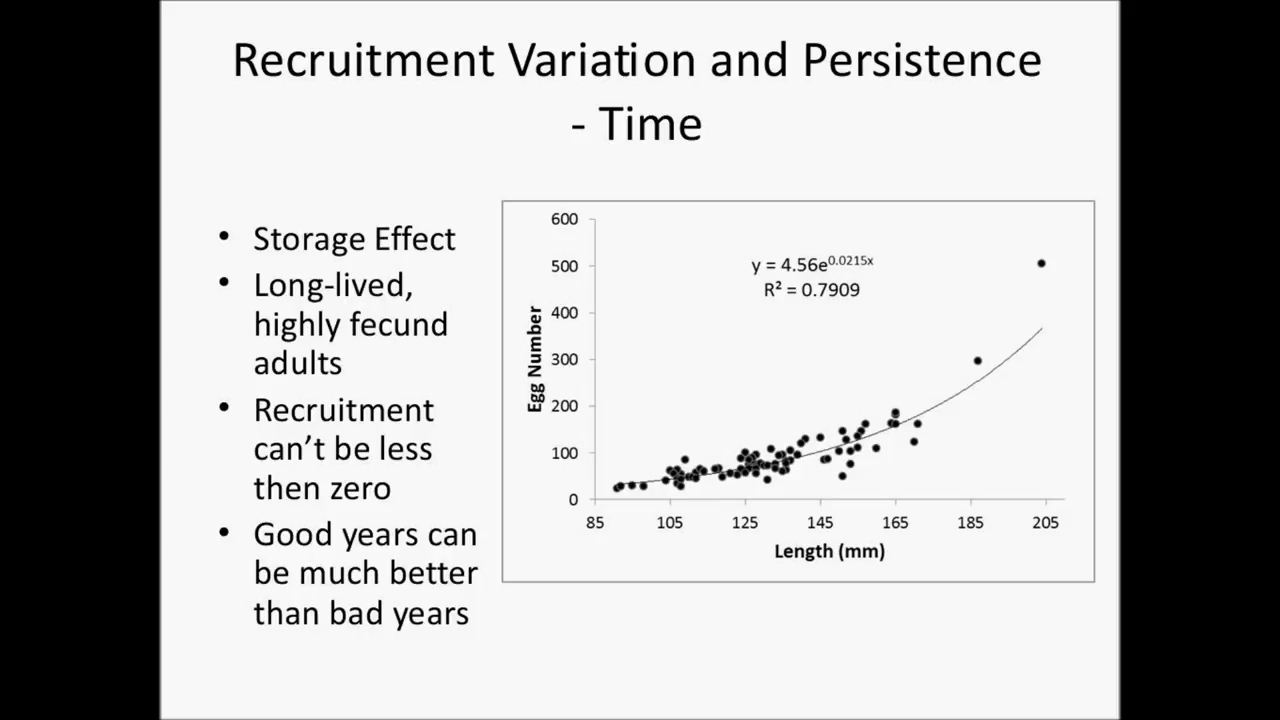 Recruitment Variation and Persistence
- Time
• Storage Effect
• Long-lived,
highly fecund
adults
• Recruitment
can’t be less
then zero
• Good years can
be much better
than bad years
600
500
400
300
200
100
0
Egg Number
y = 4.56e^0.0215x
R² = 0.7909
85 105 125 145 165 185 205
Length (mm)